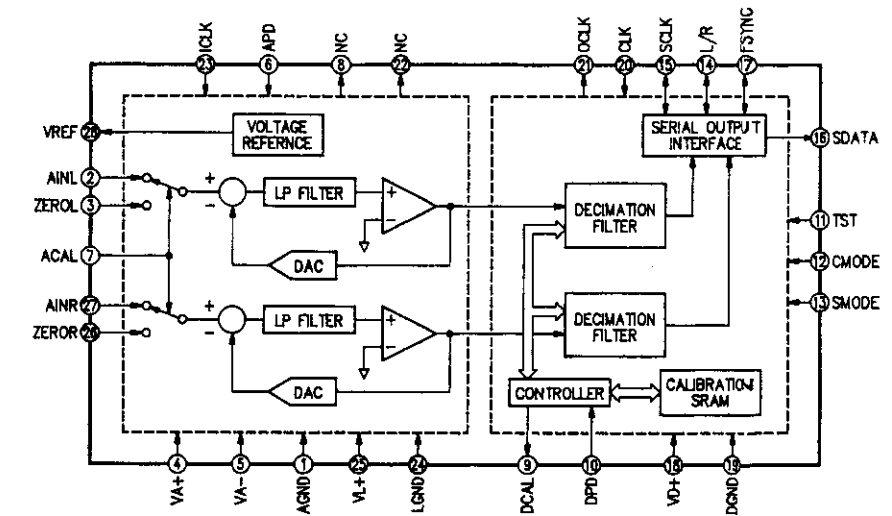 ICLK
APD
NC
NC
OCLK
CLK
SCLK
L/R
FSYNC
23
6
8
22
21
20
15
14
17
VREF 28
VOLTAGE
REFERNCE
SERIAL OUTPUT
INTERFACE
16 SDATA
AINL 2
+
-
LP FILTER
+
-
ZEROL 3
DECIMATION
FILTER
11 TST
ACAL 7
DAC
12 CMODE
AINR 27
+
-
LP FILTER
+
-
DECIMATION
FILTER
13 SMODE
ZEROR 26
DAC
CONTROLLER
CALIBRATION
SRAM
4
5
1
25
24
9
10
18
19
VA+
VA-
AGND
VL+
LGND
DCAL
DPD
VD+
DGND